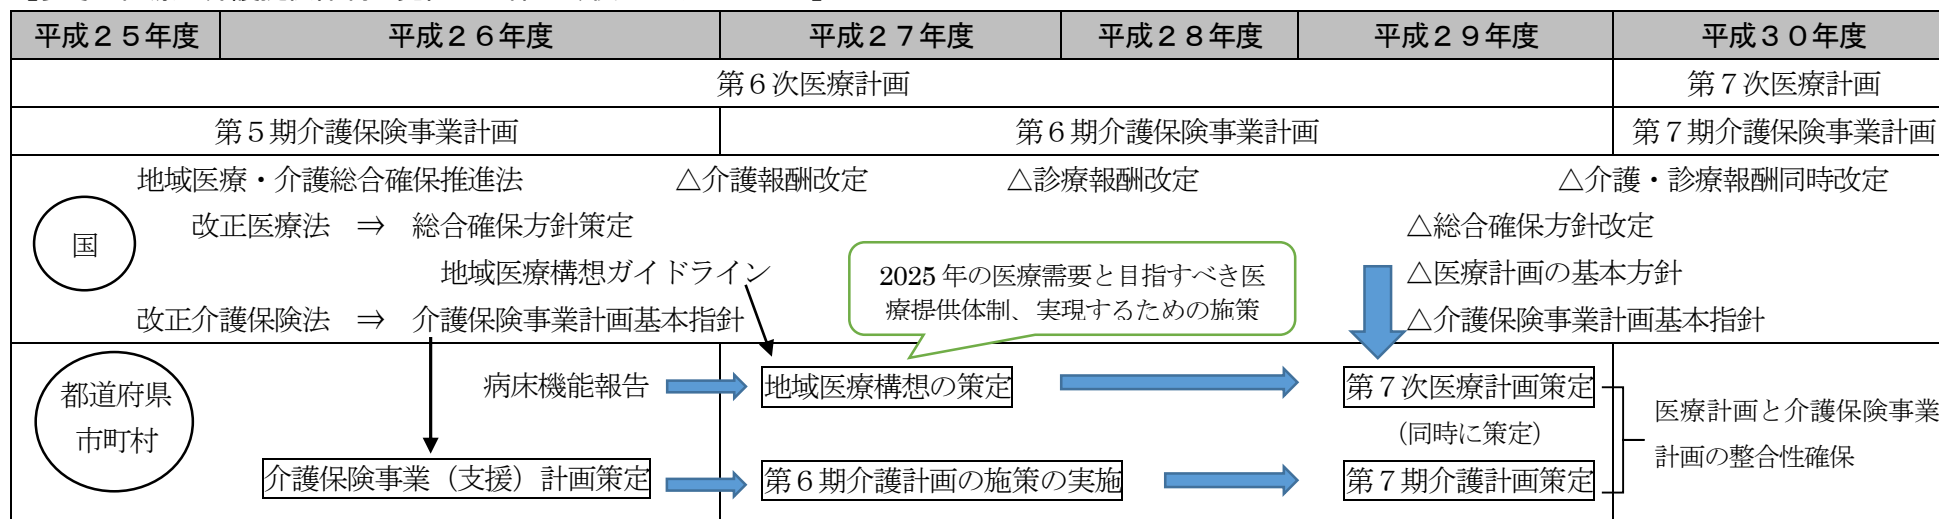 平成２５年度 平成２６年度 平成２７年度 平成２８年度 平成２９年度 平成３０年度
第６次医療計画 第７次医療計画
第５期介護保険事業計画 第６期介護保険事業計画 第７期介護保険事業計画
地域医療・介護総合確保推進法 △介護報酬改定 △診療報酬改定 △介護・診療報酬同時改定
国
改正医療法 ⇒ 総合確保方針策定 △総合確保方針改定
地域医療構想ガイドライン
2025 年の医療需要と目指すべき医
療提供体制、実現するための施策
△医療計画の基本方針
改正介護保険法 ⇒ 介護保険事業計画基本指針 △介護保険事業計画基本指針
都道府県
市町村
病床機能報告 地域医療構想の策定 第７次医療計画策定
（同時に策定）
医療計画と介護保険事業
計画の整合性確保
介護保険事業（支援）計画策定 第６期介護計画の施策の実施 第７期介護計画策定